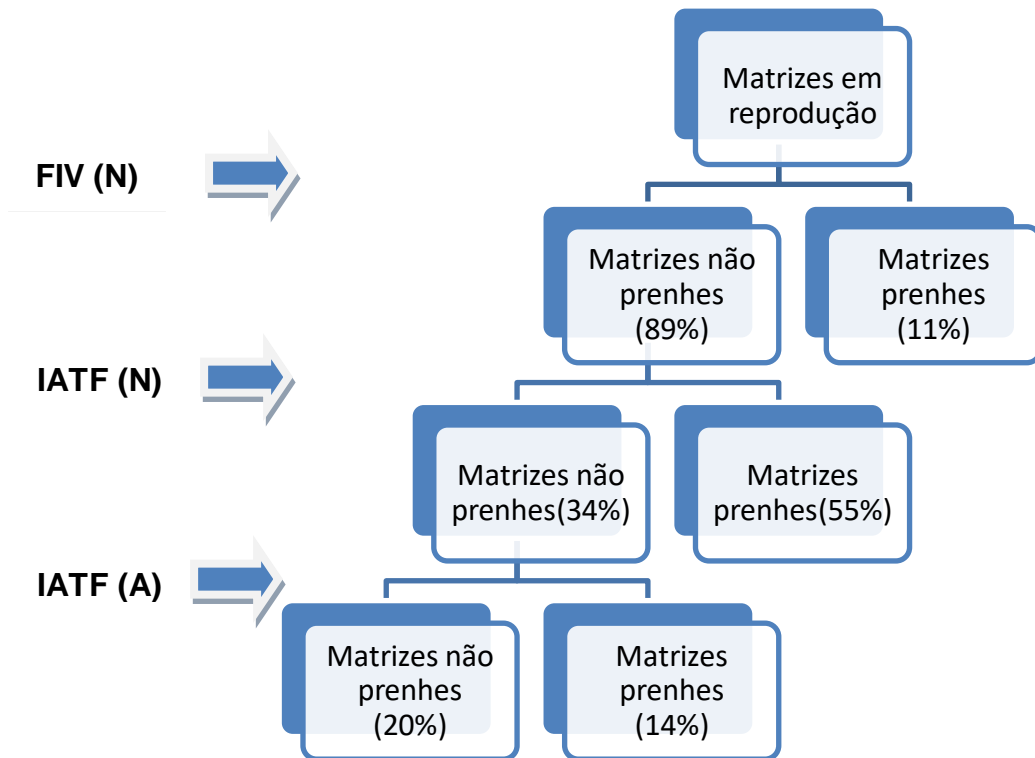 Matrizes em
reprodução
FIV (N)
Matrizes não
prenhes
(89%)
Matrizes
prenhes
(11%)
IATF (N)
Matrizes não
prenhes(34%)
Matrizes
prenhes(55%)
IATF (A)
Matrizes não
prenhes
(20%)
Matrizes
prenhes
(14%)